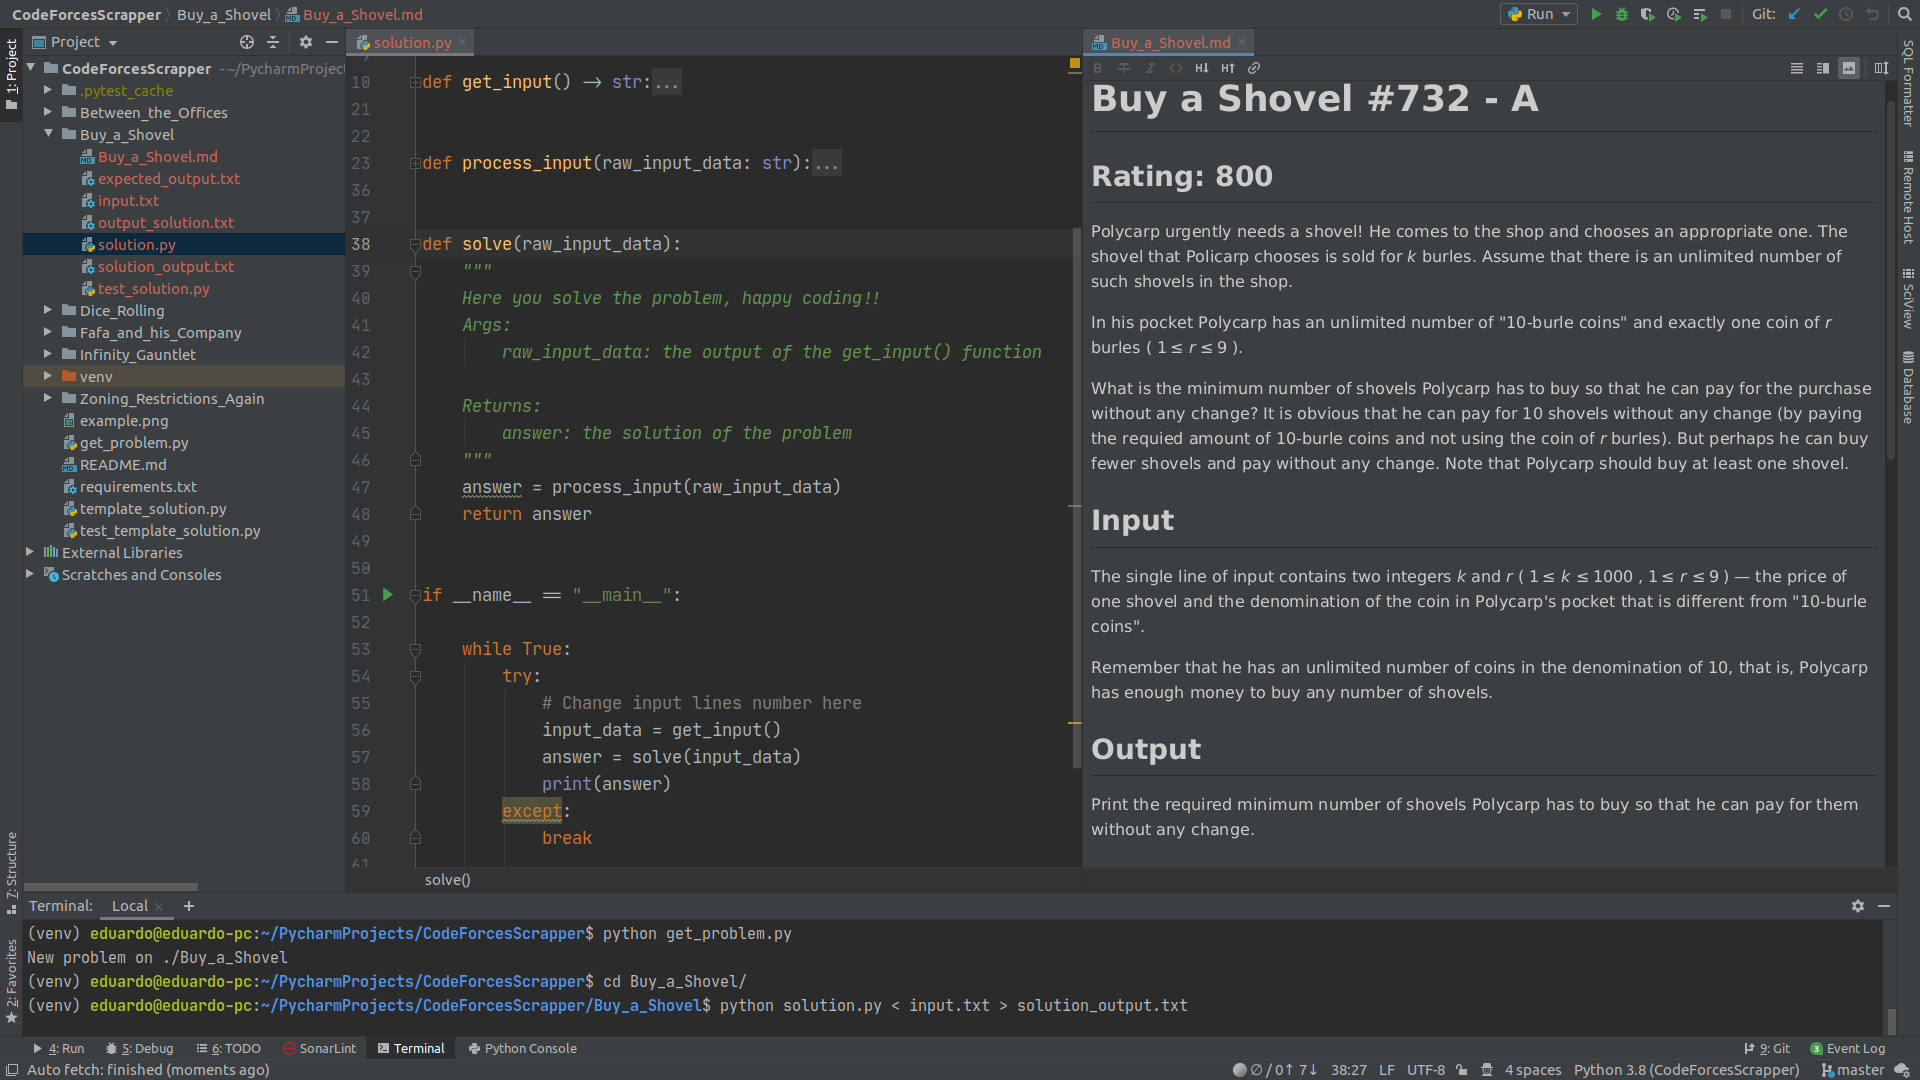 CodeForcesScrapper Buy_a_Shovel Buy_a_Shovel.md
Run
Git:
1: Project
Project
CodeForcesScrapper ~/PycharmProject
.pytest_cache
Between_the_Offices
Buy_a_Shovel
Buy_a_Shovel.md
expected_output.txt
input.txt
output_solution.txt
solution.py
solution_output.txt
test_solution.py
Dice_Rolling
Fafa_and_his_Company
Infinity_Gauntlet
venv
Zoning_Restrictions_Again
example.png
get_problem.py
README.md
requirements.txt
template_solution.py
test_template_solution.py
External Libraries
Scratches and Consoles
7: Structure
2: Favorites
solution.py
9
10 def get_input() → str:...
21
22
23 def process_input(raw_input_data: str):...
36
37
38 def solve(raw_input_data):
39 """
40 Here you solve the problem, happy coding!!
41 Args:
42 raw_input_data: the output of the get_input() function
43
44 Returns:
45 answer: the solution of the problem
46 """
47 answer = process_input(raw_input_data)
48 return answer
49
50
51 if __name__ == "__main__":
52
53 while True:
54 try:
55 # Change input lines number here
56 input_data = get_input()
57 answer = solve(input_data)
58 print(answer)
59 except:
60 break
61
solve()
Buy_a_Shovel.md
Buy a Shovel #732 - A
Rating: 800
Polycarp urgently needs a shovel! He comes to the shop and chooses an appropriate one. The
shovel that Policarp chooses is sold for k burles. Assume that there is an unlimited number of
such shovels in the shop.
In his pocket Polycarp has an unlimited number of "10-burle coins" and exactly one coin of r
burles ( 1 ≤ r ≤ 9 ).
What is the minimum number of shovels Polycarp has to buy so that he can pay for the purchase
without any change? It is obvious that he can pay for 10 shovels without any change (by paying
the requied amount of 10-burle coins and not using the coin of r burles). But perhaps he can buy
fewer shovels and pay without any change. Note that Polycarp should buy at least one shovel.
Input
The single line of input contains two integers k and r ( 1 ≤ k ≤ 1000 , 1 ≤ r ≤ 9 ) — the price of
one shovel and the denomination of the coin in Polycarp's pocket that is different from "10-burle
coins".
Remember that he has an unlimited number of coins in the denomination of 10, that is, Polycarp
has enough money to buy any number of shovels.
Output
Print the required minimum number of shovels Polycarp has to buy so that he can pay for them
without any change.
SQL Formatter
Remote Host
SciView
Database
Terminal: Local
(venv) eduardo@eduardo-pc:~/PycharmProjects/CodeForcesScrapper$ python get_problem.py
New problem on ./Buy_a_Shovel
(venv) eduardo@eduardo-pc:~/PycharmProjects/CodeForcesScrapper$ cd Buy_a_Shovel/
(venv) eduardo@eduardo-pc:~/PycharmProjects/CodeForcesScrapper/Buy_a_Shovel$ python solution.py < input.txt > solution_output.txt
4: Run 5: Debug 6: TODO SonarLint Terminal Python Console 9: Git 3 Event Log
Auto fetch: finished (moments ago) ∅ / 0↑ 7↓ 38:27 LF UTF-8 4 spaces Python 3.8 (CodeForcesScrapper) master